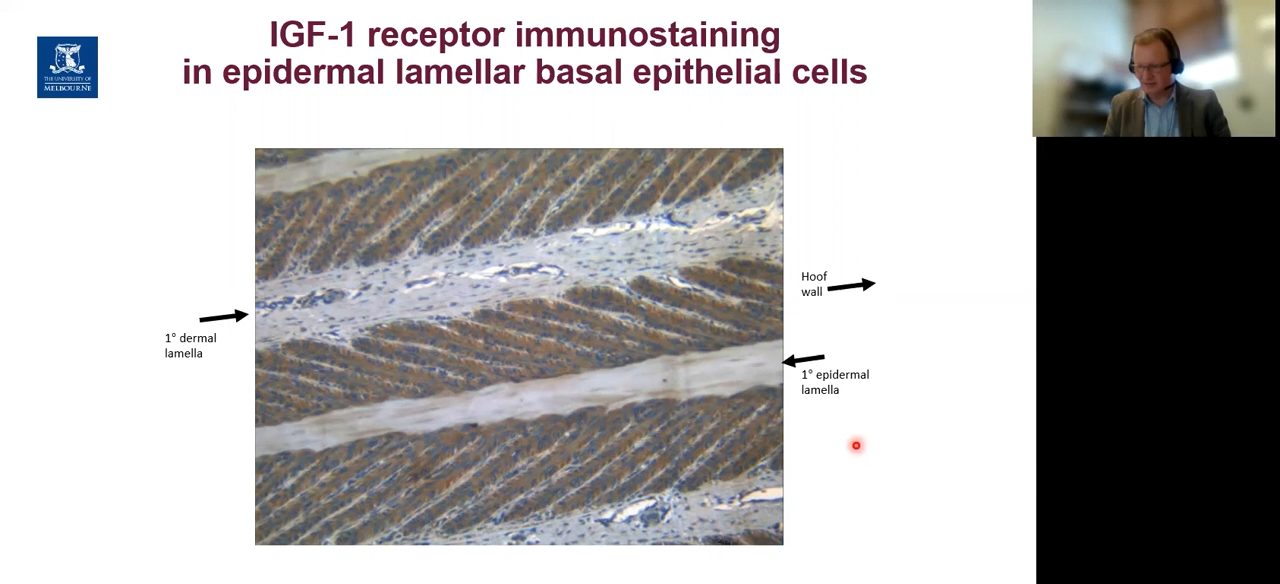 IGF-1 receptor immunostaining
in epidermal lamellar basal epithelial cells
THE UNIVERSITY OF
MELBOURNE
Hoof
wall
1° dermal
lamella
1° epidermal
lamella